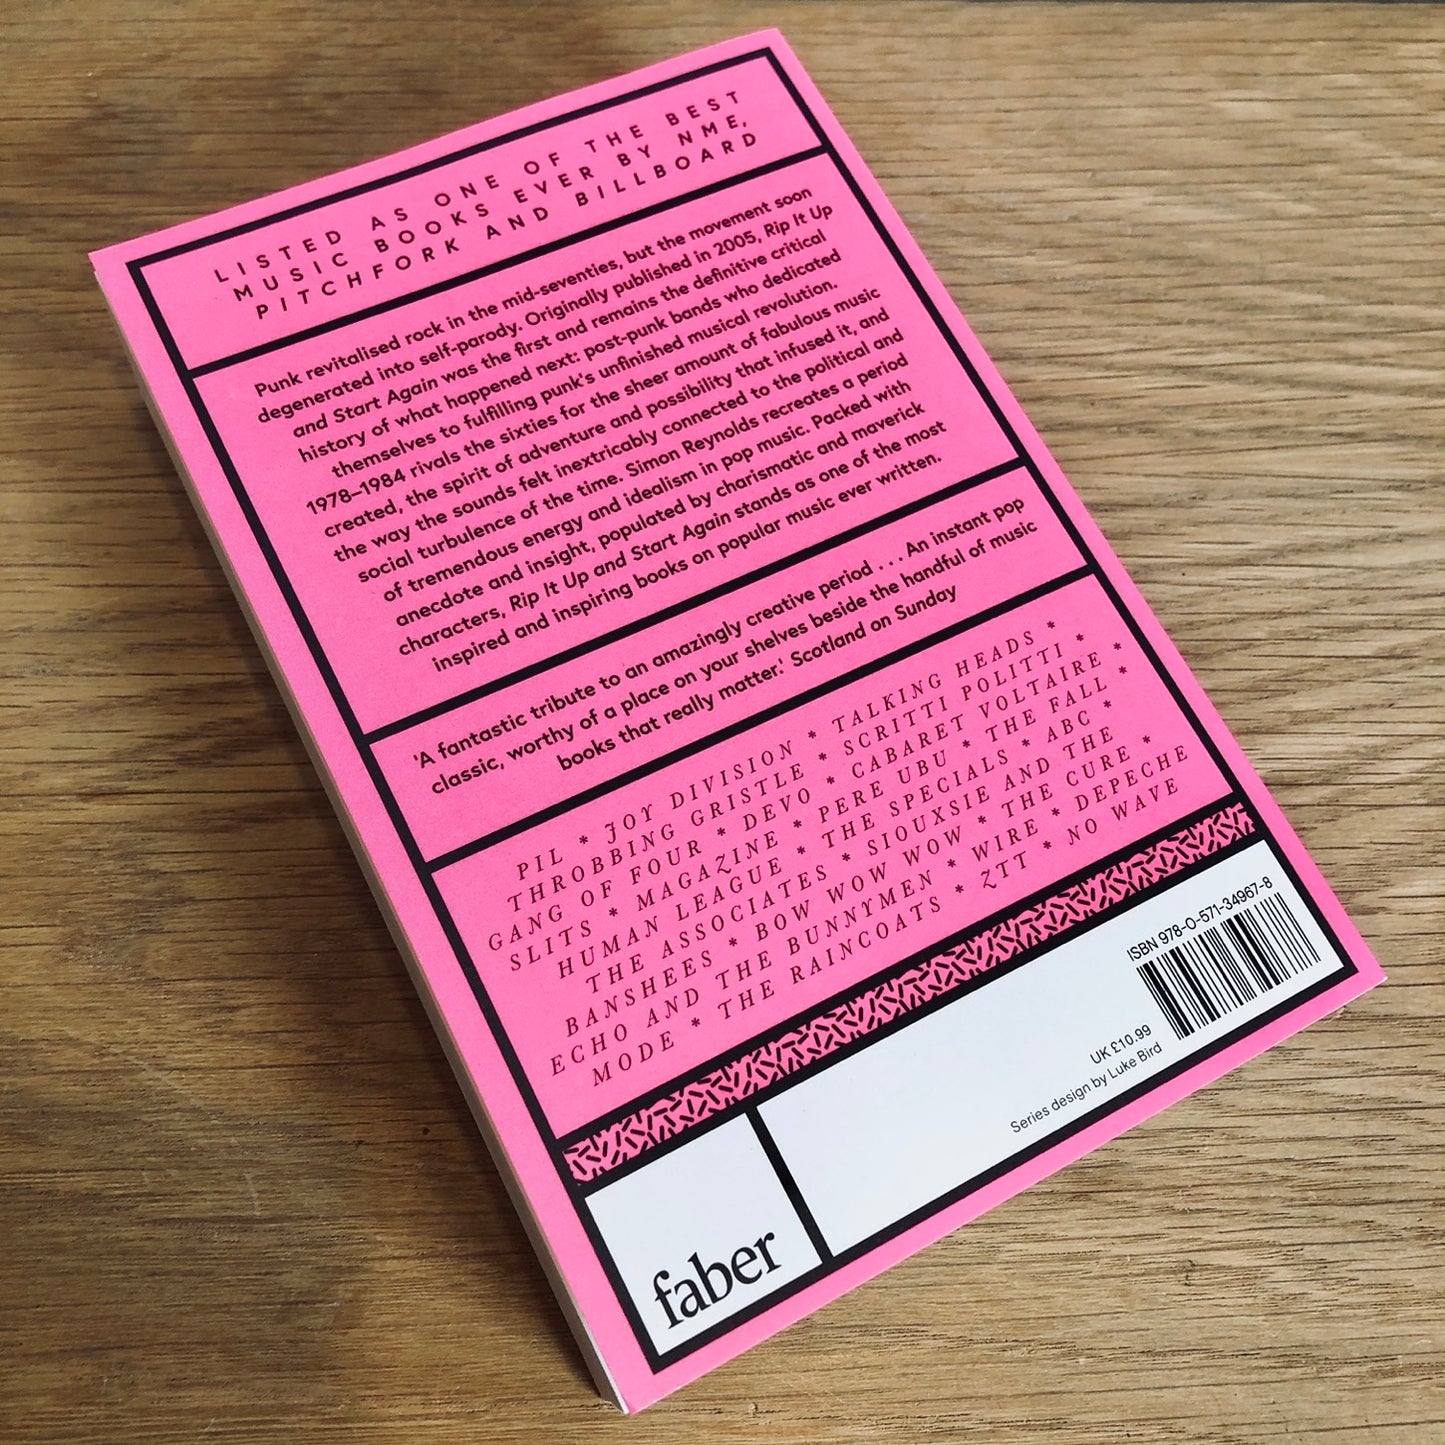 LISTED AS ONE OF THE BEST
MUSIC BOOKS EVER BY NME,
PITCHFORK AND BILLBOARD
Punk revitalised rock in the mid-seventies, but the movement soon
degenerated into self-parody. Originally published in 2005, Rip It Up
and Start Again was the first and remains the definitive critical
history of what happened next: post-punk bands who dedicated
themselves to fulfilling punk's unfinished musical revolution.
1978–1984 rivals the sixties for the sheer amount of fabulous music
created, the spirit of adventure and possibility that infused it, and
the way the sounds felt inextricably connected to the political and
social turbulence of the time. Simon Reynolds recreates a period
of tremendous energy and idealism in pop music. Packed with
anecdote and insight, populated by charismatic and maverick
characters, Rip It Up and Start Again stands as one of the most
inspired and inspiring books on popular music ever written.
'A fantastic tribute to an amazingly creative period . . . An instant pop
classic, worthy of a place on your shelves beside the handful of music
books that really matter.' Scotland on Sunday
PIL * JOY DIVISION * TALKING HEADS *
THROBBING GRISTLE * SCRITTI POLITTI *
GANG OF FOUR * DEVO * CABARET VOLTAIRE *
SLITS * MAGAZINE * PERE UBU * THE FALL *
HUMAN LEAGUE * THE SPECIALS * ABC *
THE ASSOCIATES * SIOUXSIE AND THE
BANSHEES * BOW WOW WOW * THE CURE *
ECHO AND THE BUNNYMEN * WIRE * DEPECHE
MODE * THE RAINCOATS * ZTT * NO WAVE
ISBN 978-0-571-34967-8
UK £10.99
Series design by Luke Bird
faber